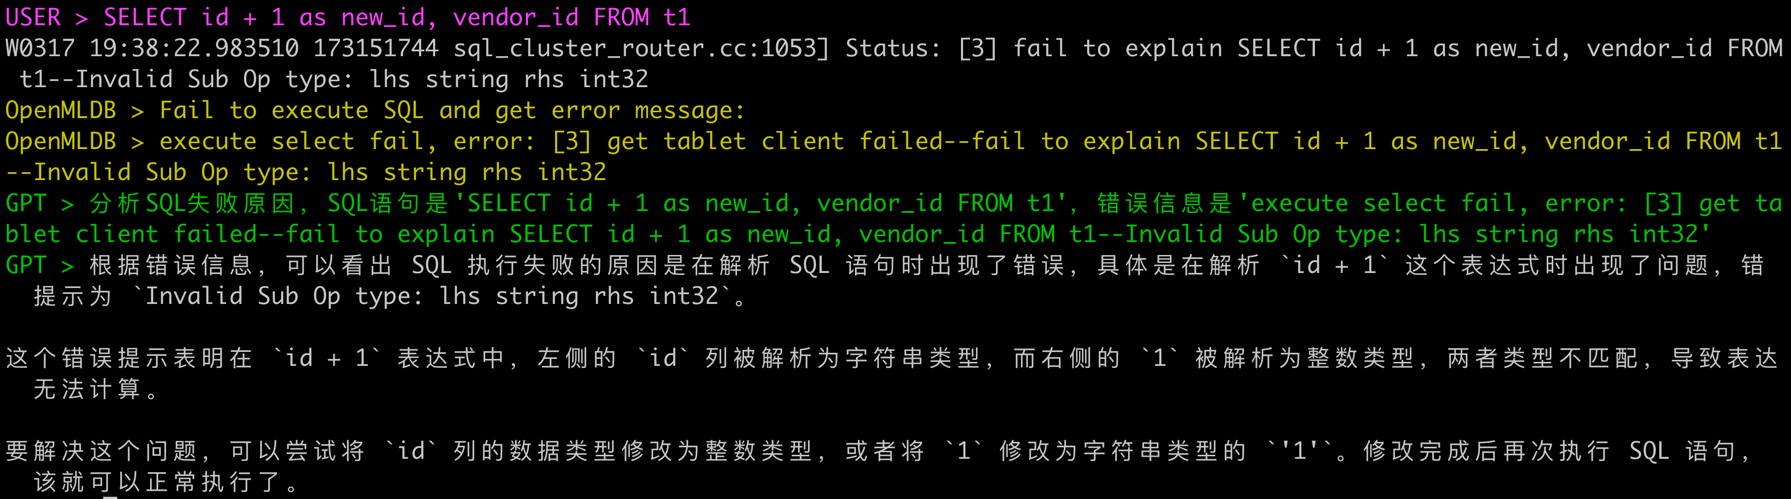 USER > SELECT id + 1 as new_id, vendor_id FROM t1
W0317 19:38:22.983510 173151744 sql_cluster_router.cc:1053] Status: [3] fail to explain SELECT id + 1 as new_id, vendor_id FROM
t1--Invalid Sub Op type: lhs string rhs int32
OpenMLDB > Fail to execute SQL and get error message:
OpenMLDB > execute select fail, error: [3] get tablet client failed--fail to explain SELECT id + 1 as new_id, vendor_id FROM t1
--Invalid Sub Op type: lhs string rhs int32
GPT > 分析SQL失败原因，SQL语句是'SELECT id + 1 as new_id, vendor_id FROM t1'，错误信息是'execute select fail, error: [3] get ta
blet client failed--fail to explain SELECT id + 1 as new_id, vendor_id FROM t1--Invalid Sub Op type: lhs string rhs int32'
GPT > 根据错误信息，可以看出 SQL 执行失败的原因是在解析 SQL 语句时出现了错误，具体是在解析 `id + 1` 这个表达式时出现了问题，错
提示为 `Invalid Sub Op type: lhs string rhs int32`。
这个错误提示表明在 `id + 1` 表达式中，左侧的 `id` 列被解析为字符串类型，而右侧的 `1` 被解析为整数类型，两者类型不匹配，导致表达
无法计算。
要解决这个问题，可以尝试将 `id` 列的数据类型修改为整数类型，或者将 `1` 修改为字符串类型的 `'1'`。修改完成后再次执行 SQL 语句，
该就可以正常执行了。